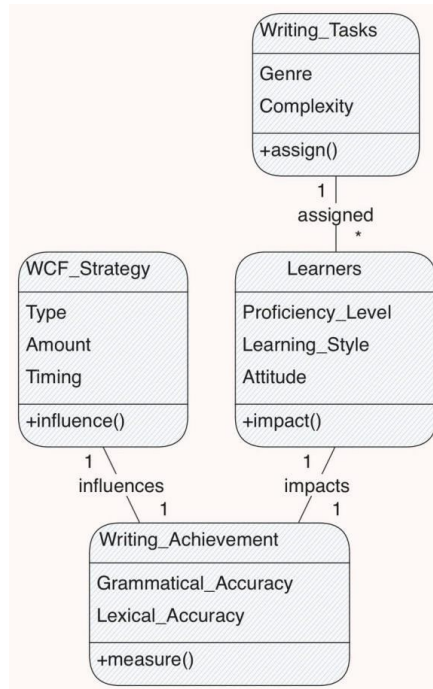 Writing_Tasks
Genre
Complexity
+assign()
1
assigned
*
WCF_Strategy
Type
Amount
Timing
+influence()
Learners
Proficiency_Level
Learning_Style
Attitude
+impact()
1
influences
1
1
impacts
1
Writing_Achievement
Grammatical_Accuracy
Lexical_Accuracy
+measure()